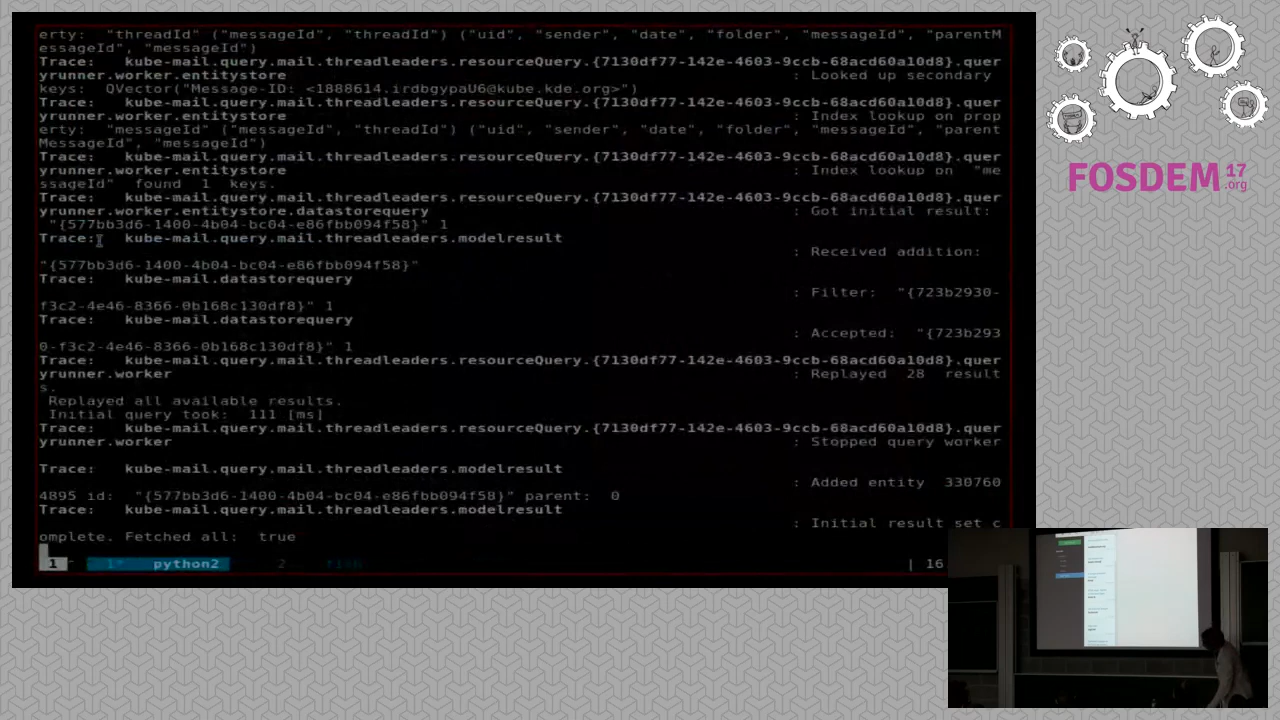 erty:  "threadId" ("messageId", "threadId") ("uid", "sender", "date", "folder", "messageId", "parentM
essageId", "messageId")
Trace:   kube-mail.query.mail.threadleaders.resourceQuery.{7130df77-142e-4603-9ccb-68acd60a10d8}.quer
yrunner.worker.entitystore : Looked up secondary
keys:  QVector("Message-ID: <1888614.irdbgypaU6@kube.kde.org>")
Trace:   kube-mail.query.mail.threadleaders.resourceQuery.{7130df77-142e-4603-9ccb-68acd60a10d8}.quer
yrunner.worker.entitystore : Index lookup on prop
erty:  "messageId" ("messageId", "threadId") ("uid", "sender", "date", "folder", "messageId", "parent
MessageId", "messageId")
Trace:   kube-mail.query.mail.threadleaders.resourceQuery.{7130df77-142e-4603-9ccb-68acd60a10d8}.quer
yrunner.worker.entitystore : Index lookup on  "me
ssageId"  found  1  keys.
Trace:   kube-mail.query.mail.threadleaders.resourceQuery.{7130df77-142e-4603-9ccb-68acd60a10d8}.quer
yrunner.worker.entitystore.datastorequery : Got initial result:
"{577bb3d6-1400-4b04-bc04-e86fbb094f58}" 1
Trace:   kube-mail.query.mail.threadleaders.modelresult
: Received addition:
"{577bb3d6-1400-4b04-bc04-e86fbb094f58}"
Trace:   kube-mail.datastorequery
: Filter:  "{723b2930-
f3c2-4e46-8366-0b168c130df8}" 1
Trace:   kube-mail.datastorequery
: Accepted:  "{723b293
0-f3c2-4e46-8366-0b168c130df8}" 1
Trace:   kube-mail.query.mail.threadleaders.resourceQuery.{7130df77-142e-4603-9ccb-68acd60a10d8}.quer
yrunner.worker : Replayed  28  result
s.
Replayed all available results.
Initial query took:  111 [ms]
Trace:   kube-mail.query.mail.threadleaders.resourceQuery.{7130df77-142e-4603-9ccb-68acd60a10d8}.quer
yrunner.worker : Stopped query worker
Trace:   kube-mail.query.mail.threadleaders.modelresult
: Added entity  330760
4895 id:  "{577bb3d6-1400-4b04-bc04-e86fbb094f58}" parent:  0
Trace:   kube-mail.query.mail.threadleaders.modelresult
: Initial result set c
omplete. Fetched all:  true
1 1* python2 2 fish | 16
FOSDEM 17 .org